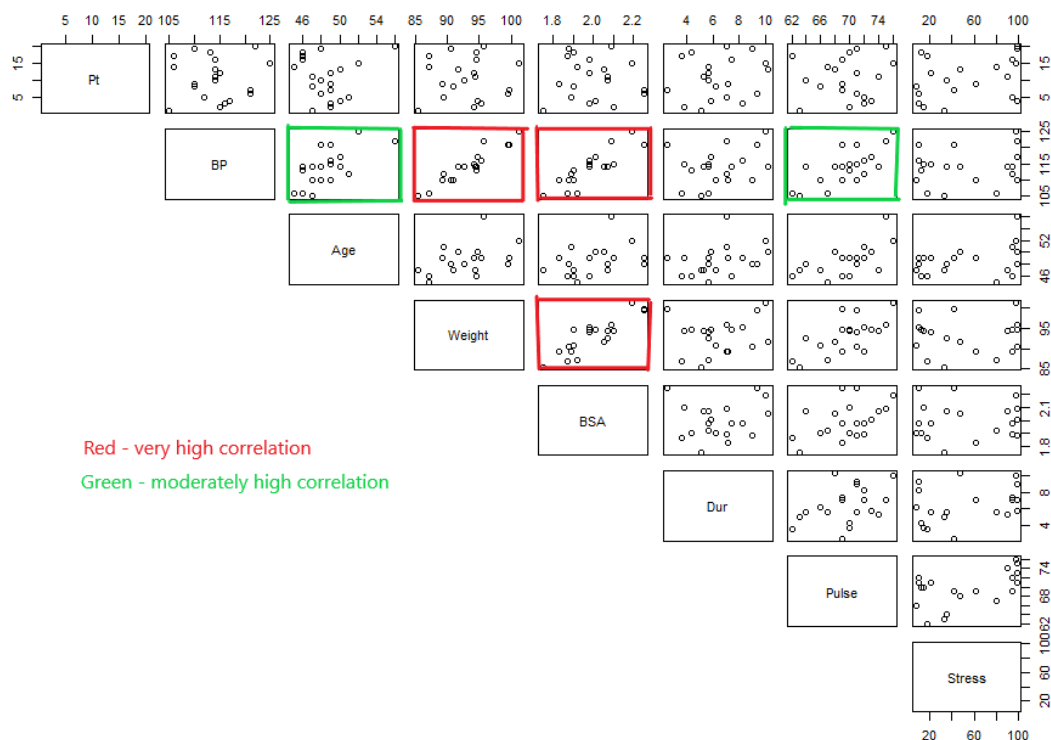 5 10 15 20 105 115 125 46 50 54 85 90 95 100 1.8 2.0 2.2 4 6 8 10 62 66 70 74 20 60 100
5 15 Pt 5 15
BP 105 115 125
Age 46 52
Weight 85 95
BSA 1.8 2.1
Red - very high correlation
Green - moderately high correlation
Dur 4 8
Pulse 62 68 74
Stress 20 60 100
20 60 100